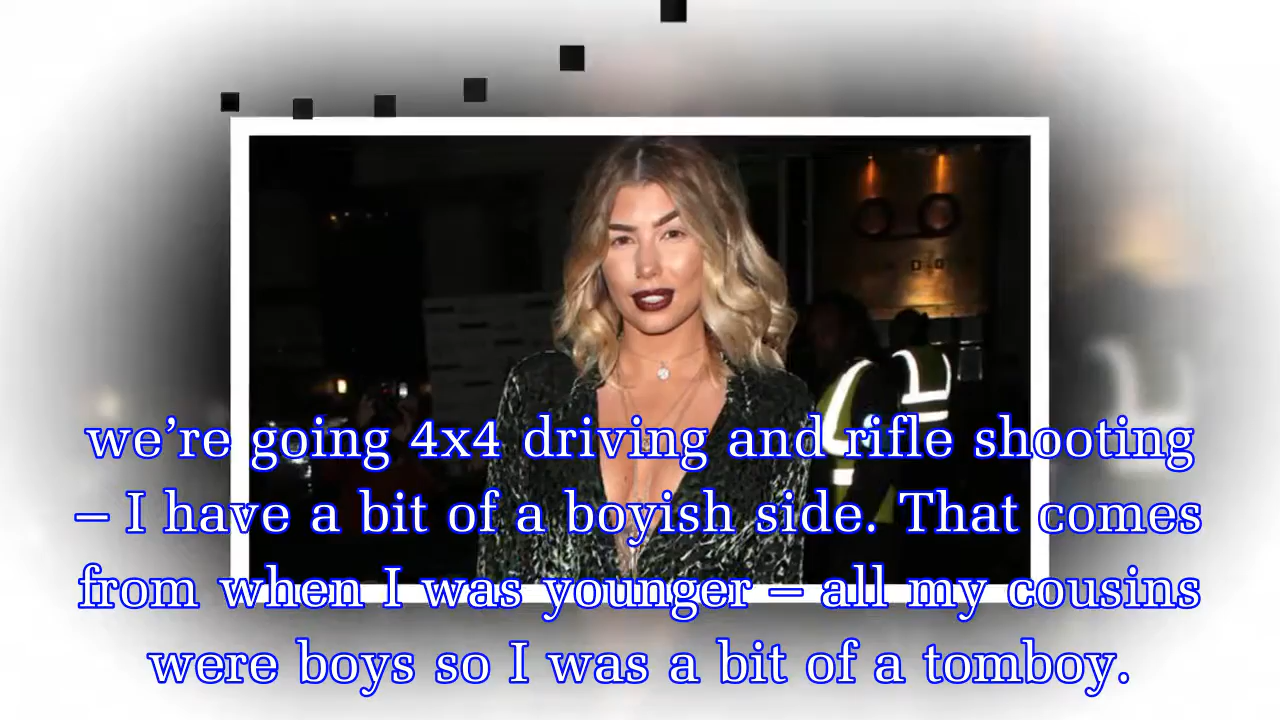 we’re going 4x4 driving and rifle shooting
– I have a bit of a boyish side. That comes
from when I was younger – all my cousins
were boys so I was a bit of a tomboy.